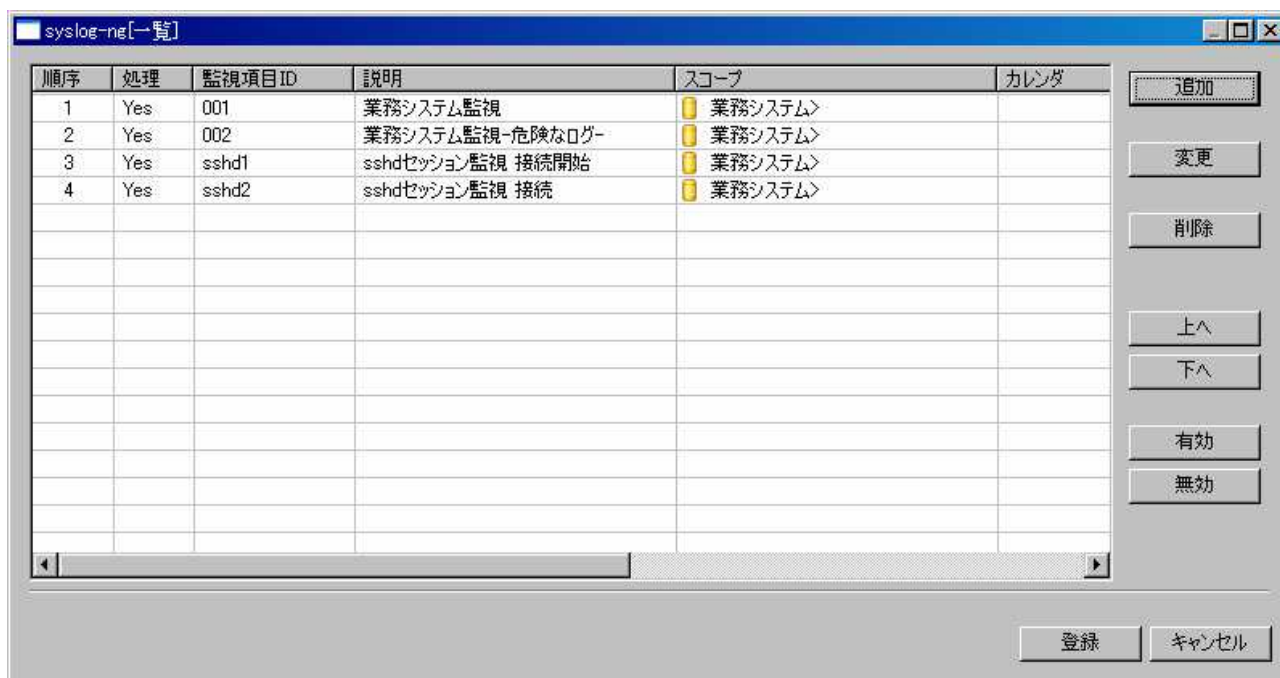 syslog-ng[一覧]
順序 処理 監視項目ID 説明 スコープ カレンダ
1 Yes 001 業務システム監視 業務システム>
2 Yes 002 業務システム監視-危険なログ- 業務システム>
3 Yes sshd1 sshdセッション監視 接続開始 業務システム>
4 Yes sshd2 sshdセッション監視 接続 業務システム>
追加
変更
削除
上へ
下へ
有効
無効
登録 キャンセル